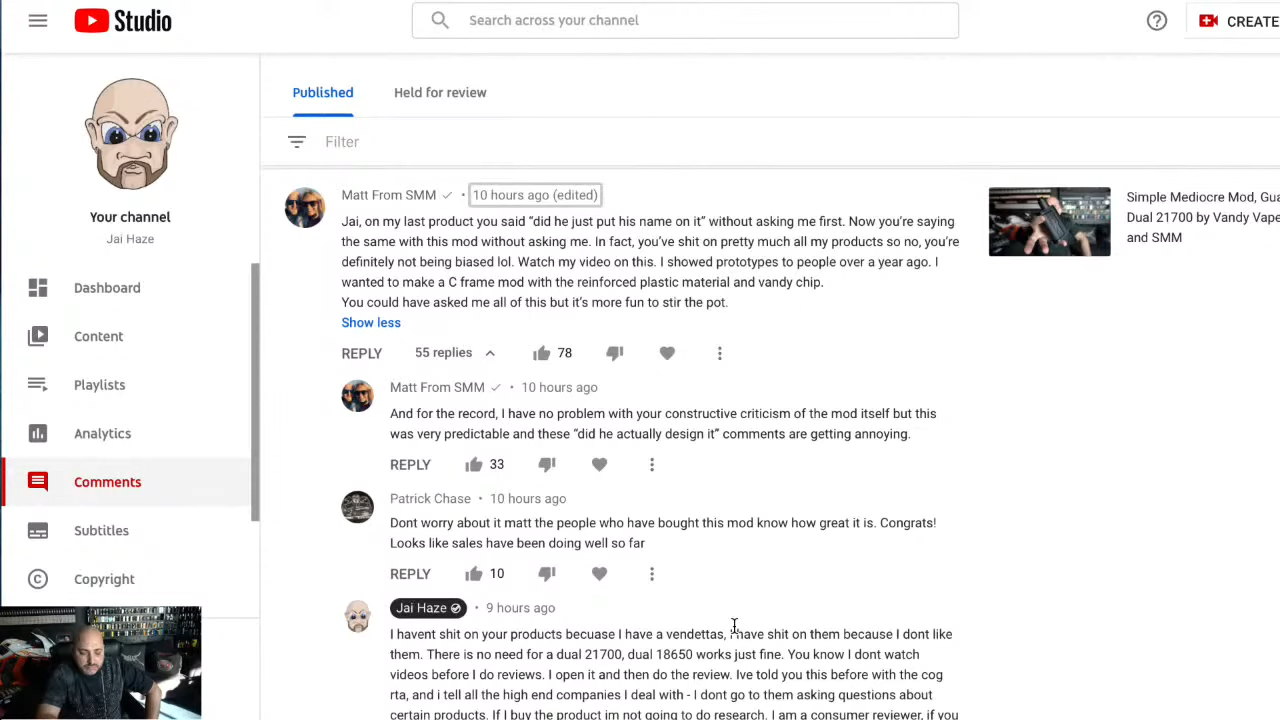 Studio
Search across your channel
CREATE
Your channel
Jai Haze
Dashboard
Content
Playlists
Analytics
Comments
Subtitles
Copyright
Published
Held for review
Filter
Matt From SMM • 10 hours ago (edited)
Jai, on my last product you said “did he just put his name on it” without asking me first. Now you’re saying
the same with this mod without asking me. In fact, you’ve shit on pretty much all my products so no, you’re
definitely not being biased lol. Watch my video on this. I showed prototypes to people over a year ago. I
wanted to make a C frame mod with the reinforced plastic material and vandy chip.
You could have asked me all of this but it’s more fun to stir the pot.
Show less
REPLY 55 replies 78
Simple Mediocre Mod, Gua
Dual 21700 by Vandy Vape
and SMM
Matt From SMM • 10 hours ago
And for the record, I have no problem with your constructive criticism of the mod itself but this
was very predictable and these “did he actually design it” comments are getting annoying.
REPLY 33
Patrick Chase • 10 hours ago
Dont worry about it matt the people who have bought this mod know how great it is. Congrats!
Looks like sales have been doing well so far
REPLY 10
Jai Haze • 9 hours ago
I havent shit on your products becuase I have a vendettas, i have shit on them because I dont like
them. There is no need for a dual 21700, dual 18650 works just fine. You know I dont watch
videos before I do reviews. I open it and then do the review. Ive told you this before with the cog
rta, and i tell all the high end companies I deal with - I dont go to them asking questions about
certain products. If I buy the product im not going to do research. I am a consumer reviewer, if you